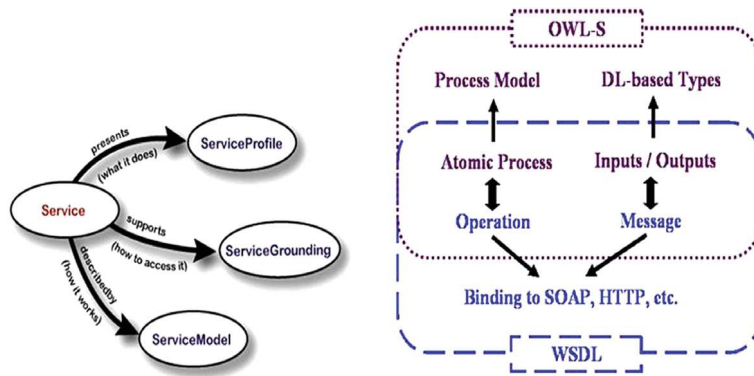 presents
(what it does)
ServiceProfile
Service
supports
(how to access it)
ServiceGrounding
describedby
(how it works)
ServiceModel
OWL-S
Process Model
DL-based Types
Atomic Process
Inputs / Outputs
Operation
Message
Binding to SOAP, HTTP, etc.
WSDL